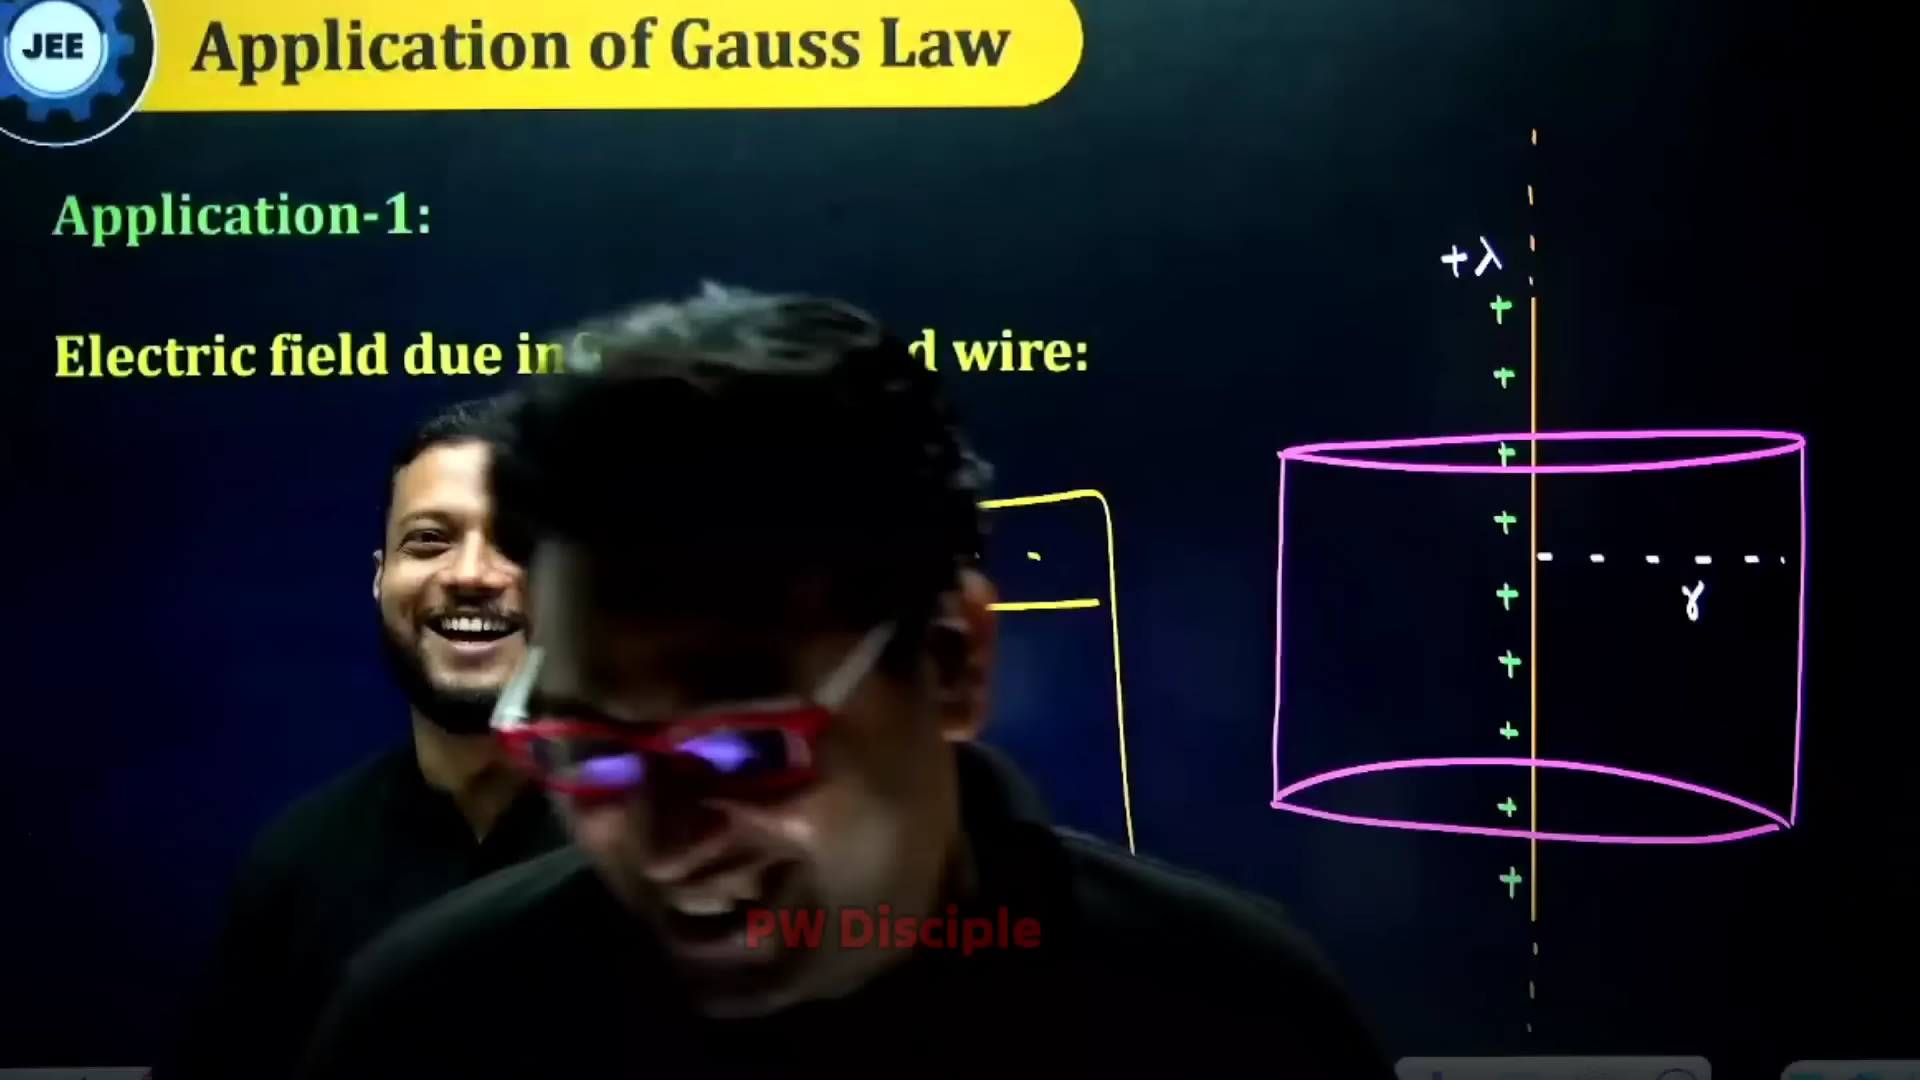 JEE
Application of Gauss Law
Application-1:
+λ
Electric field due in wire:
+
+
+
+
+
r
+
+
+
+
PW Disciple